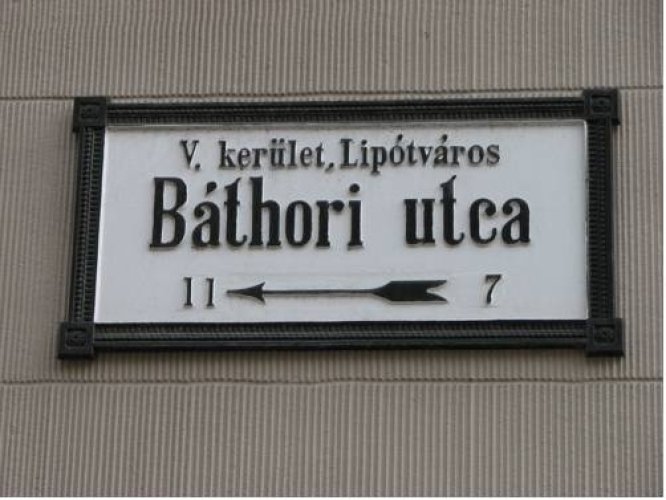 V. kerület, Lipótváros
Báthori utca
11 7